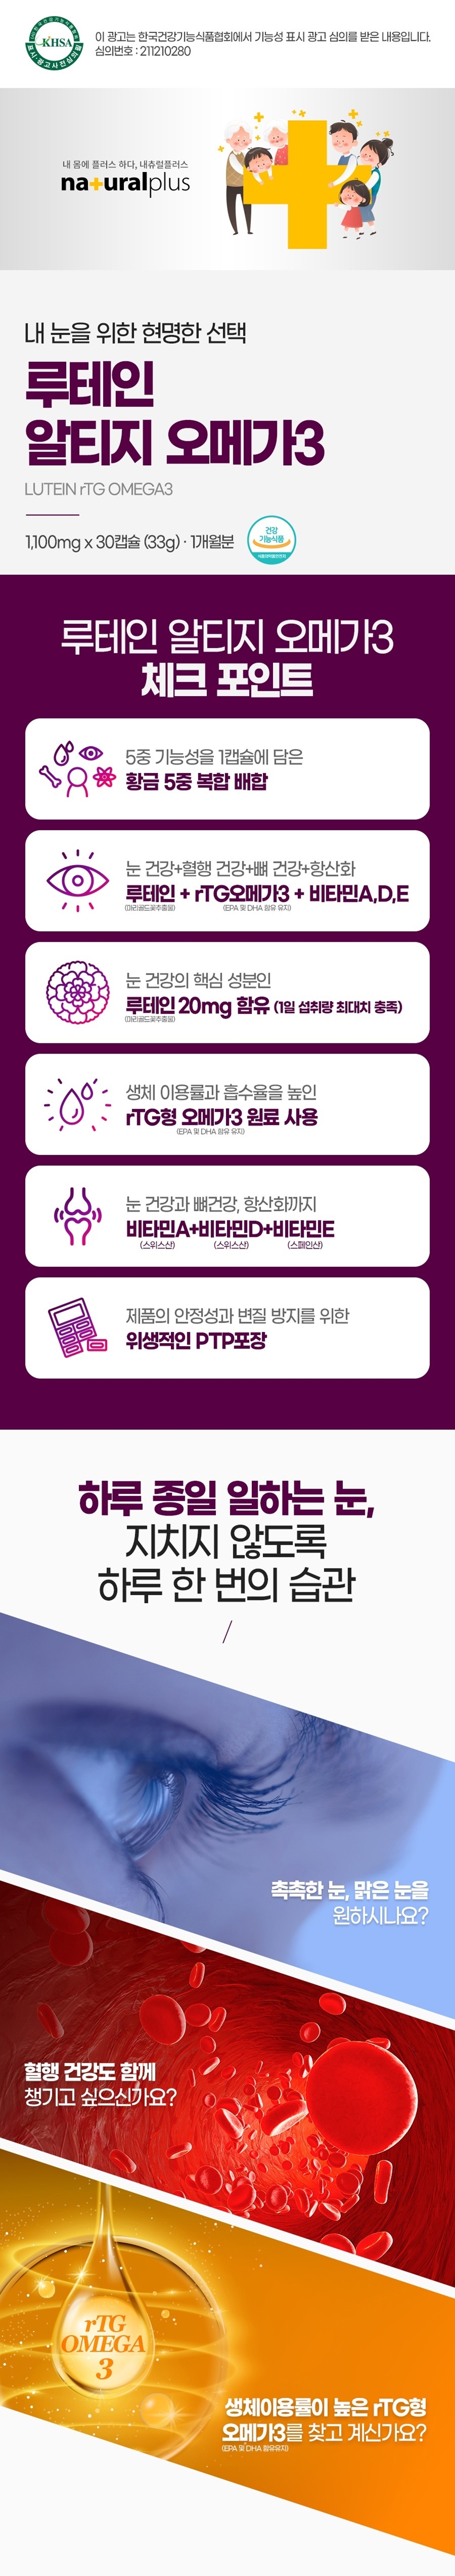 KHSA
표시·광고사전심의필
이 광고는 한국건강기능식품협회에서 기능성 표시 광고 심의를 받은 내용입니다.
심의번호 : 211210280
내 몸에 플러스 하다, 내츄럴플러스
na+uralplus
내 눈을 위한 현명한 선택
루테인
알티지 오메가3
LUTEIN rTG OMEGA3
1,100mg x 30캡슐 (33g) · 1개월분
건강
기능식품
식품의약품안전처
루테인 알티지 오메가3
체크 포인트
5중 기능성을 1캡슐에 담은
황금 5중 복합 배합
눈 건강+혈행 건강+뼈 건강+항산화
루테인 + rTG오메가3 + 비타민A,D,E
(마리골드꽃추출물) (EPA 및 DHA 함유 유지)
눈 건강의 핵심 성분인
루테인 20mg 함유 (1일 섭취량 최대치 충족)
(마리골드꽃추출물)
생체 이용률과 흡수율을 높인
rTG형 오메가3 원료 사용
(EPA 및 DHA 함유 유지)
눈 건강과 뼈건강, 항산화까지
비타민A+비타민D+비타민E
(스위스산) (스위스산) (스페인산)
제품의 안정성과 변질 방지를 위한
위생적인 PTP포장
하루 종일 일하는 눈,
지치지 않도록
하루 한 번의 습관
촉촉한 눈, 맑은 눈을
원하시나요?
혈행 건강도 함께
챙기고 싶으신가요?
rTG
OMEGA
3
생체이용률이 높은 rTG형
오메가3를 찾고 계신가요?
(EPA 및 DHA 함유유지)